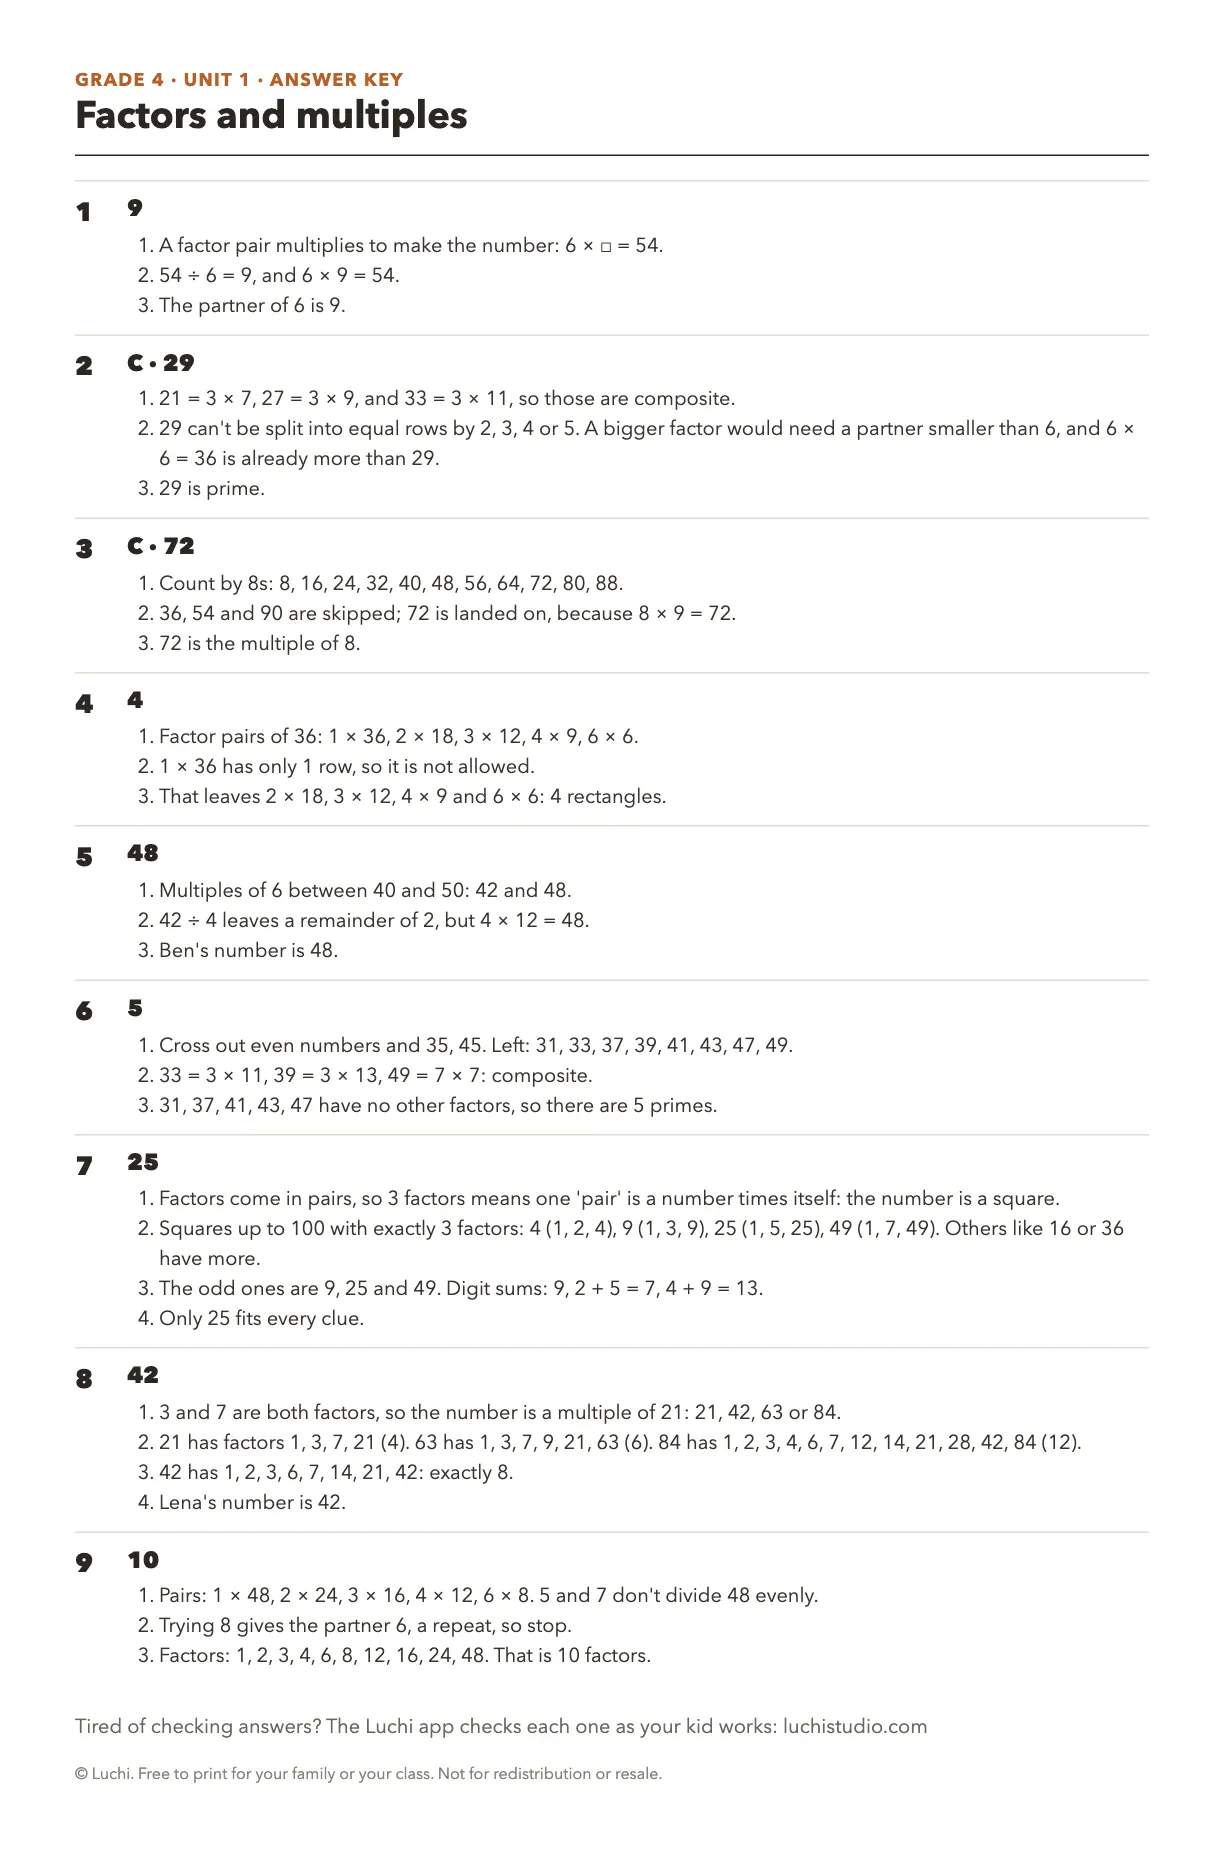 GRADE 4 · UNIT 1 · ANSWER KEY
Factors and multiples
1 9
1. A factor pair multiplies to make the number: 6 × □ = 54.
2. 54 ÷ 6 = 9, and 6 × 9 = 54.
3. The partner of 6 is 9.
2 C · 29
1. 21 = 3 × 7, 27 = 3 × 9, and 33 = 3 × 11, so those are composite.
2. 29 can't be split into equal rows by 2, 3, 4 or 5. A bigger factor would need a partner smaller than 6, and 6 ×
6 = 36 is already more than 29.
3. 29 is prime.
3 C · 72
1. Count by 8s: 8, 16, 24, 32, 40, 48, 56, 64, 72, 80, 88.
2. 36, 54 and 90 are skipped; 72 is landed on, because 8 × 9 = 72.
3. 72 is the multiple of 8.
4 4
1. Factor pairs of 36: 1 × 36, 2 × 18, 3 × 12, 4 × 9, 6 × 6.
2. 1 × 36 has only 1 row, so it is not allowed.
3. That leaves 2 × 18, 3 × 12, 4 × 9 and 6 × 6: 4 rectangles.
5 48
1. Multiples of 6 between 40 and 50: 42 and 48.
2. 42 ÷ 4 leaves a remainder of 2, but 4 × 12 = 48.
3. Ben's number is 48.
6 5
1. Cross out even numbers and 35, 45. Left: 31, 33, 37, 39, 41, 43, 47, 49.
2. 33 = 3 × 11, 39 = 3 × 13, 49 = 7 × 7: composite.
3. 31, 37, 41, 43, 47 have no other factors, so there are 5 primes.
7 25
1. Factors come in pairs, so 3 factors means one 'pair' is a number times itself: the number is a square.
2. Squares up to 100 with exactly 3 factors: 4 (1, 2, 4), 9 (1, 3, 9), 25 (1, 5, 25), 49 (1, 7, 49). Others like 16 or 36
have more.
3. The odd ones are 9, 25 and 49. Digit sums: 9, 2 + 5 = 7, 4 + 9 = 13.
4. Only 25 fits every clue.
8 42
1. 3 and 7 are both factors, so the number is a multiple of 21: 21, 42, 63 or 84.
2. 21 has factors 1, 3, 7, 21 (4). 63 has 1, 3, 7, 9, 21, 63 (6). 84 has 1, 2, 3, 4, 6, 7, 12, 14, 21, 28, 42, 84 (12).
3. 42 has 1, 2, 3, 6, 7, 14, 21, 42: exactly 8.
4. Lena's number is 42.
9 10
1. Pairs: 1 × 48, 2 × 24, 3 × 16, 4 × 12, 6 × 8. 5 and 7 don't divide 48 evenly.
2. Trying 8 gives the partner 6, a repeat, so stop.
3. Factors: 1, 2, 3, 4, 6, 8, 12, 16, 24, 48. That is 10 factors.
Tired of checking answers? The Luchi app checks each one as your kid works: luchistudio.com
© Luchi. Free to print for your family or your class. Not for redistribution or resale.